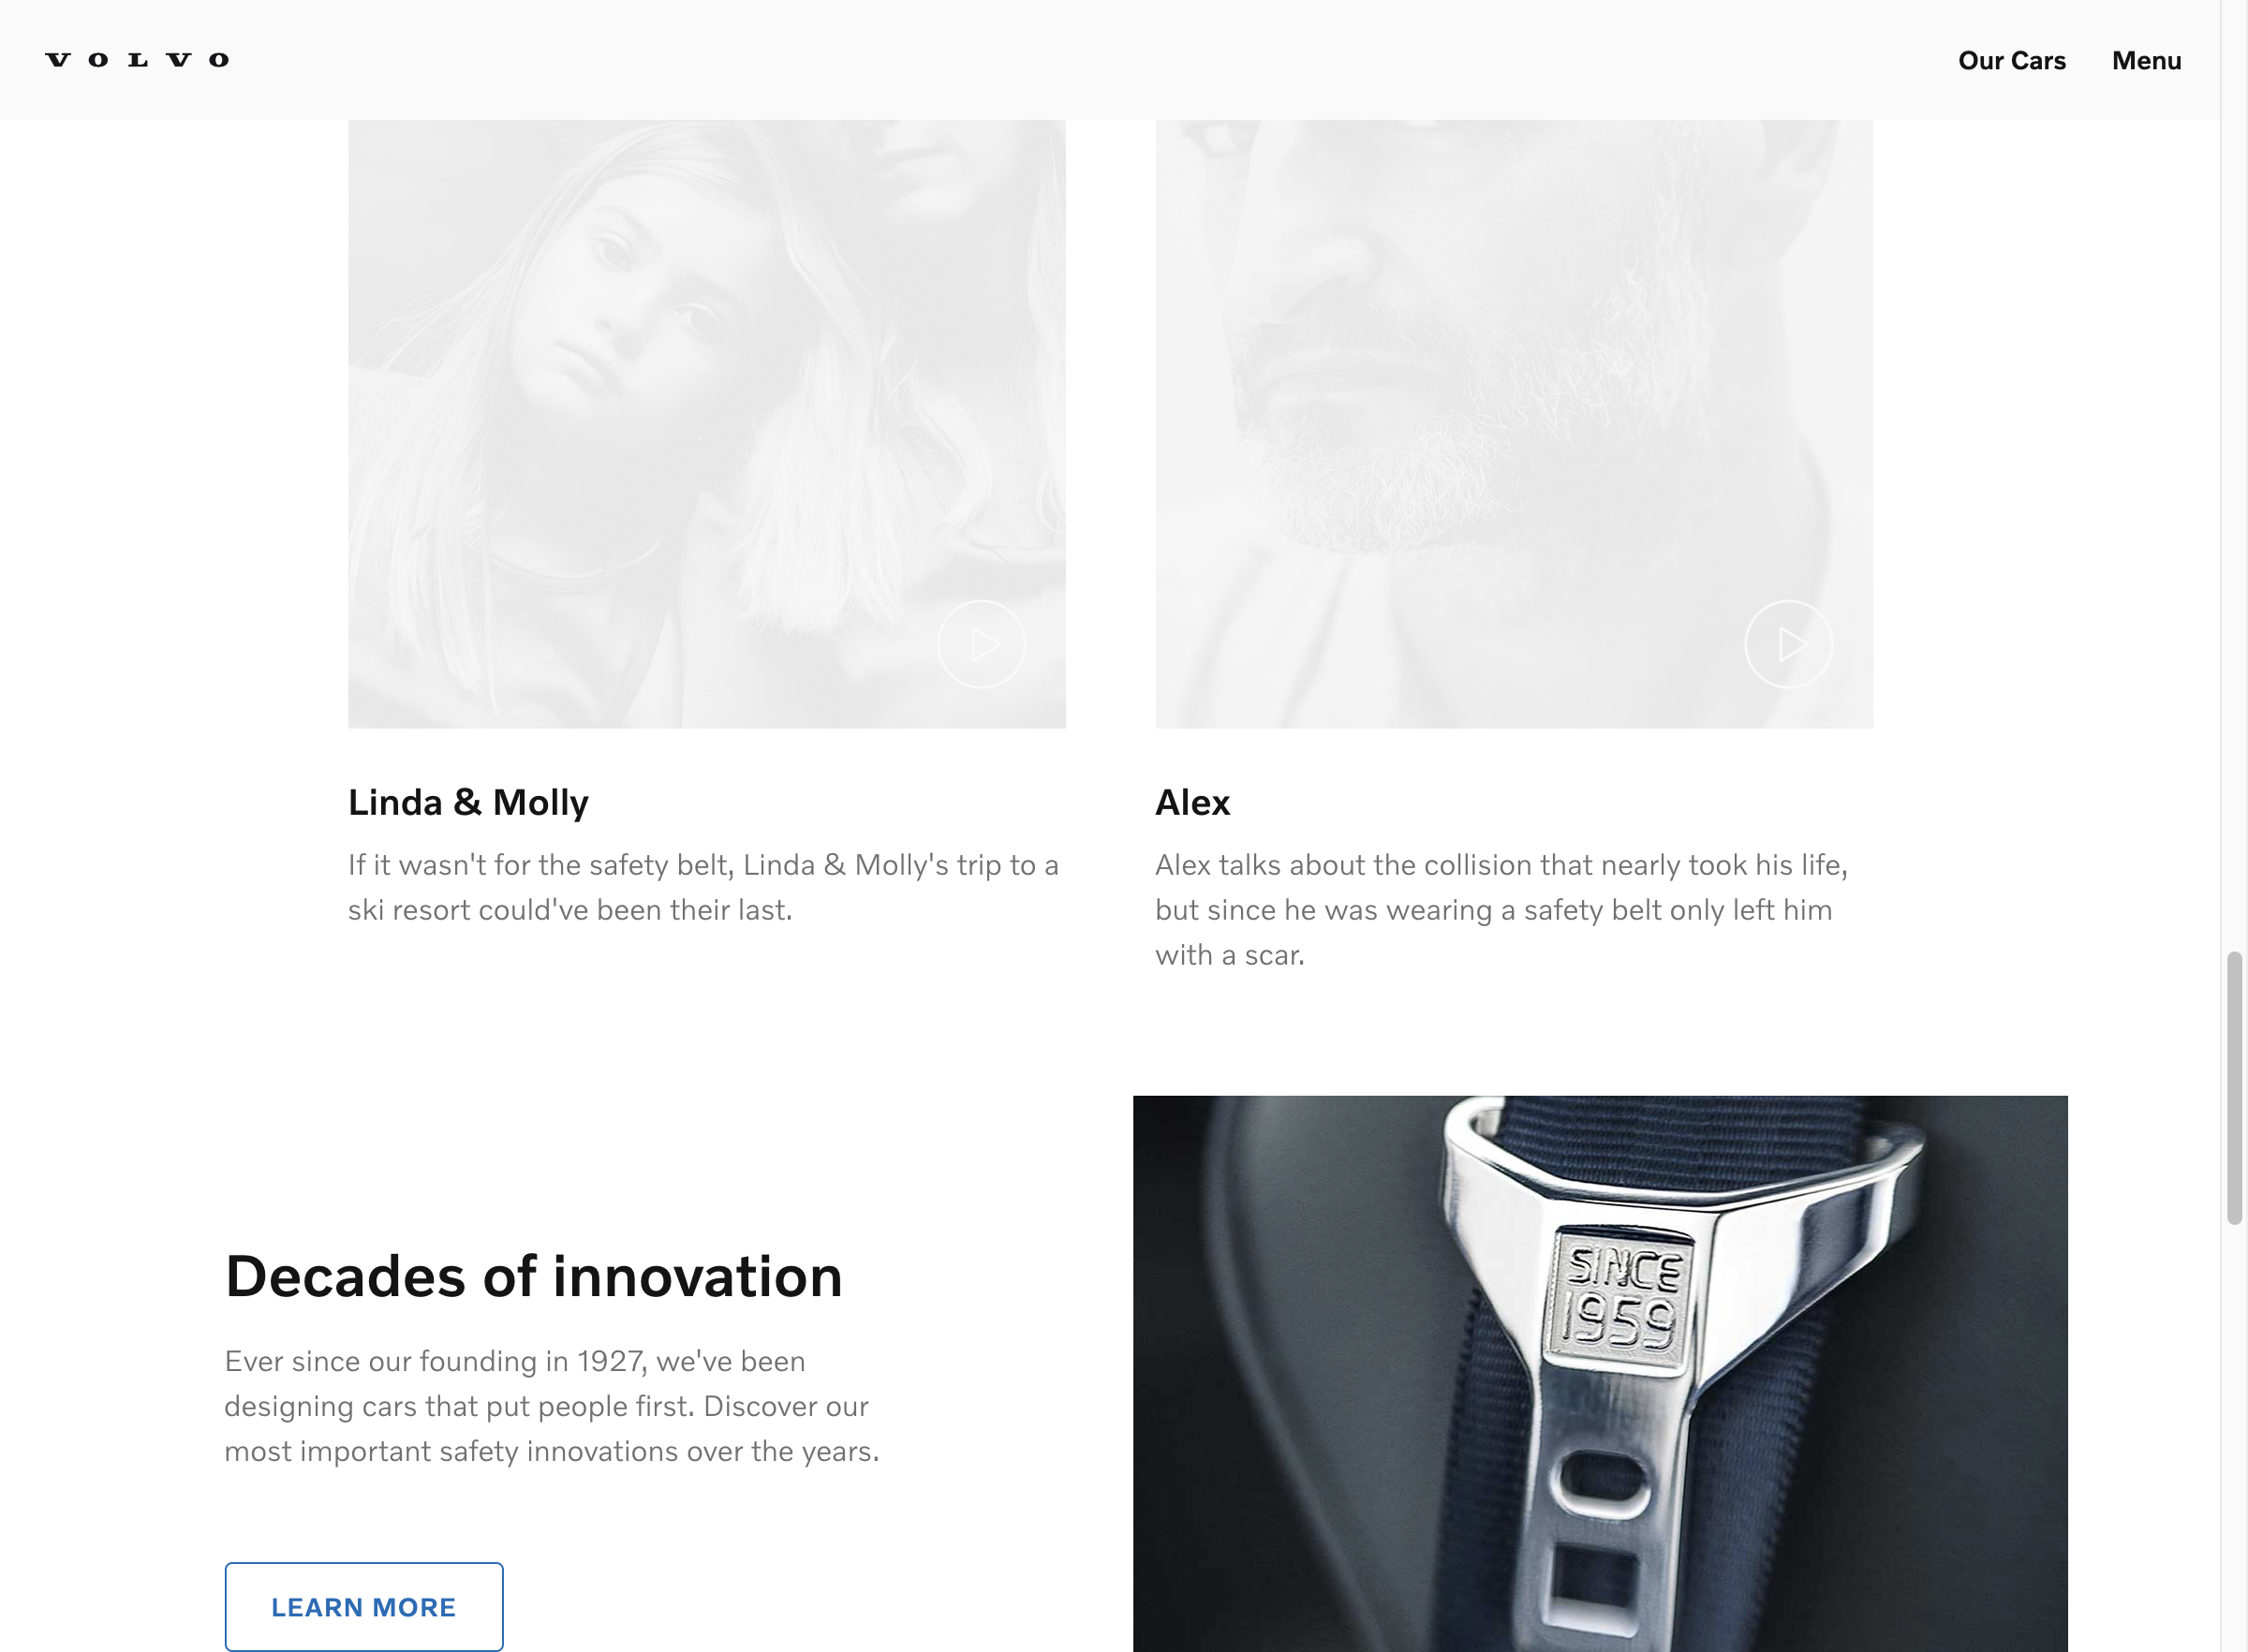 VOLVO
Our Cars
Menu
Linda & Molly
If it wasn't for the safety belt, Linda & Molly's trip to a
ski resort could've been their last.
Alex
Alex talks about the collision that nearly took his life,
but since he was wearing a safety belt only left him
with a scar.
Decades of innovation
Ever since our founding in 1927, we've been
designing cars that put people first. Discover our
most important safety innovations over the years.
LEARN MORE
SINCE
1959